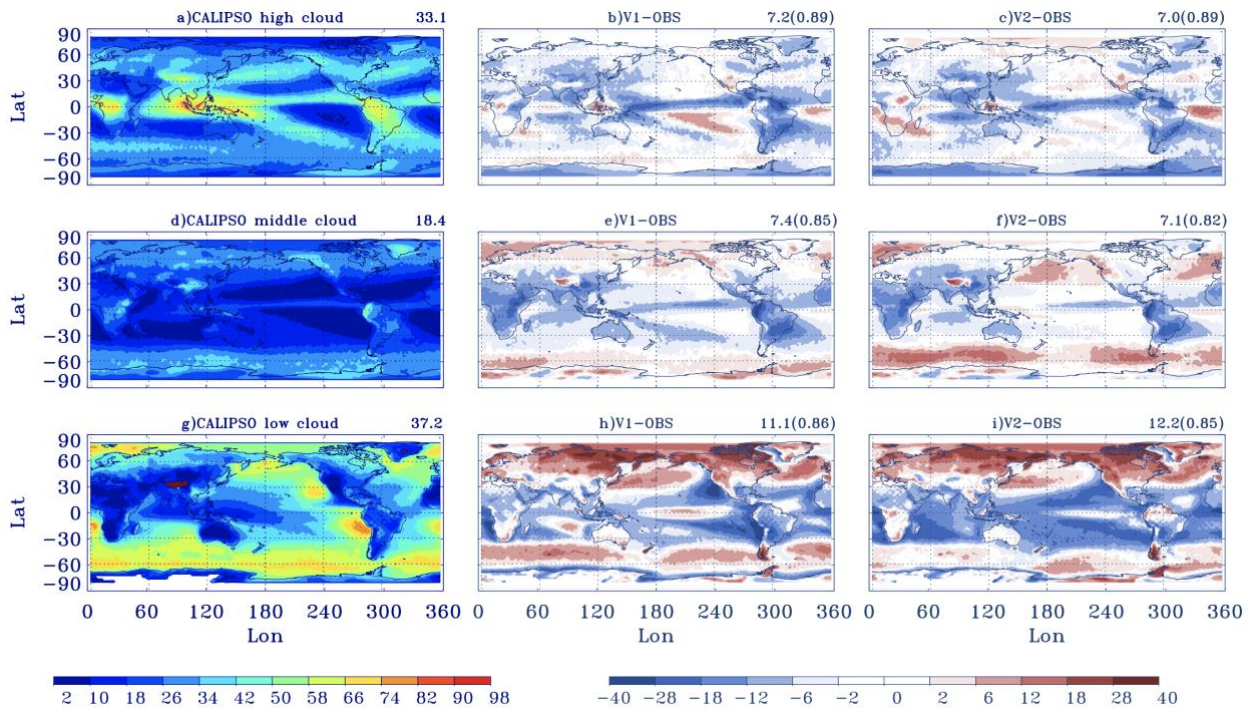 a)CALIPSO high cloud 33.1 b)V1-OBS 7.2(0.89) c)V2-OBS 7.0(0.89)
90
60
30
0
-30
-60
-90
Lat
d)CALIPSO middle cloud 18.4 e)V1-OBS 7.4(0.85) f)V2-OBS 7.1(0.82)
90
60
30
0
-30
-60
-90
Lat
g)CALIPSO low cloud 37.2 h)V1-OBS 11.1(0.86) i)V2-OBS 12.2(0.85)
90
60
30
0
-30
-60
-90
Lat
0 60 120 180 240 300 360 0 60 120 180 240 300 360 0 60 120 180 240 300 360
Lon Lon Lon
2 10 18 26 34 42 50 58 66 74 82 90 98 -40 -28 -18 -12 -6 -2 0 2 6 12 18 28 40